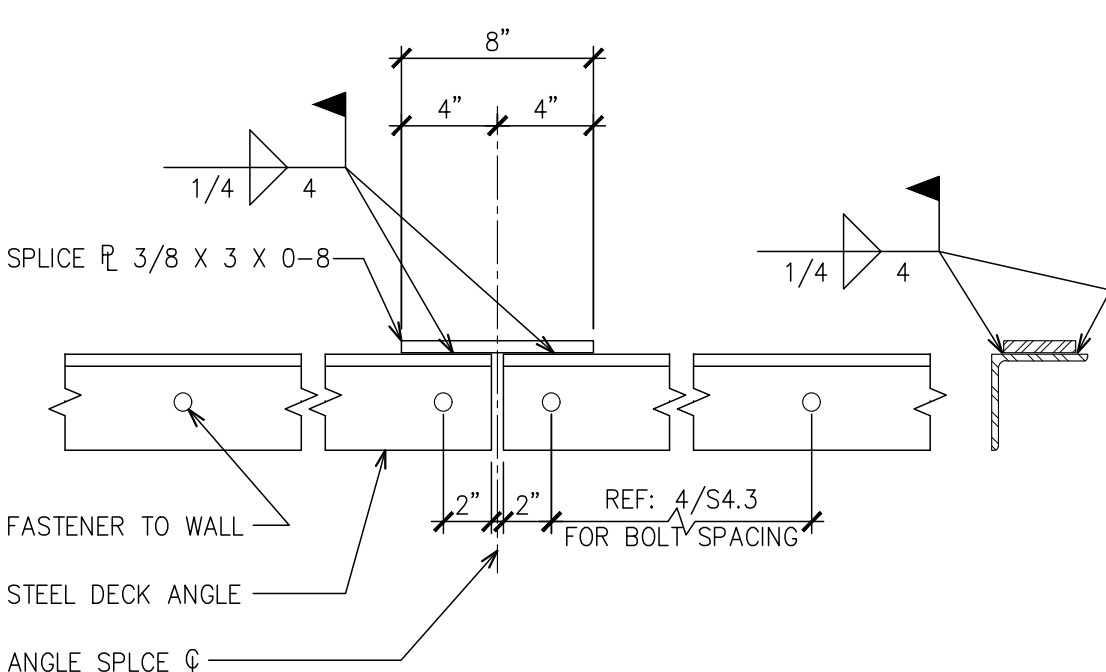 8"
4" 4"
1/4 4
SPLICE ℙL 3/8 X 3 X 0-8
1/4 4
2" 2"
REF: 4/S4.3
FOR BOLT SPACING
FASTENER TO WALL
STEEL DECK ANGLE
ANGLE SPLCE ℄